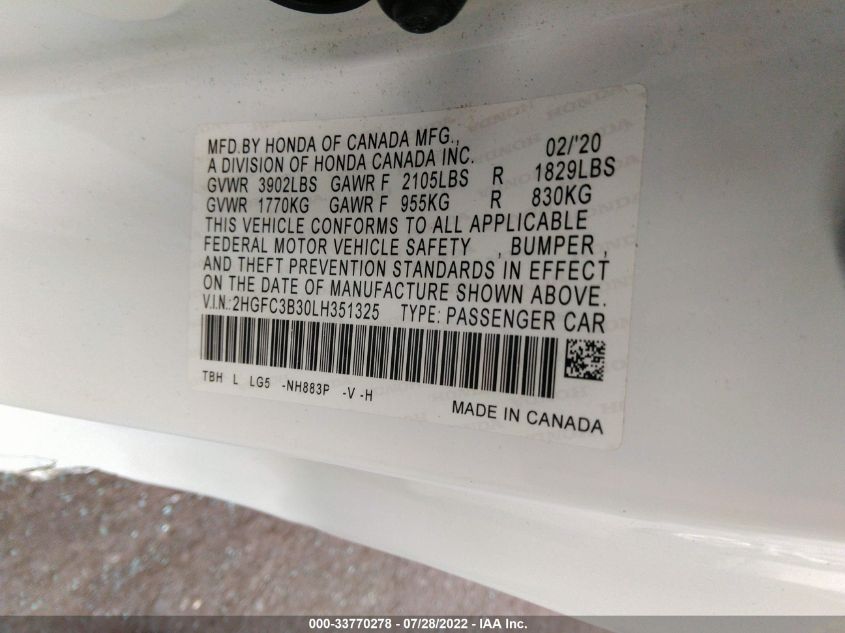 MFD.BY HONDA OF CANADA MFG., 02/'20
A DIVISION OF HONDA CANADA INC.
GVWR 3902LBS GAWR F 2105LBS R 1829LBS
GVWR 1770KG GAWR F 955KG R 830KG
THIS VEHICLE CONFORMS TO ALL APPLICABLE
FEDERAL MOTOR VEHICLE SAFETY , BUMPER ,
AND THEFT PREVENTION STANDARDS IN EFFECT
ON THE DATE OF MANUFACTURE SHOWN ABOVE.
V.I.N.:2HGFC3B30LH351325 TYPE: PASSENGER CAR
TBH L LG5 -NH883P -V -H
MADE IN CANADA
000-33770278 - 07/28/2022 - IAA Inc.